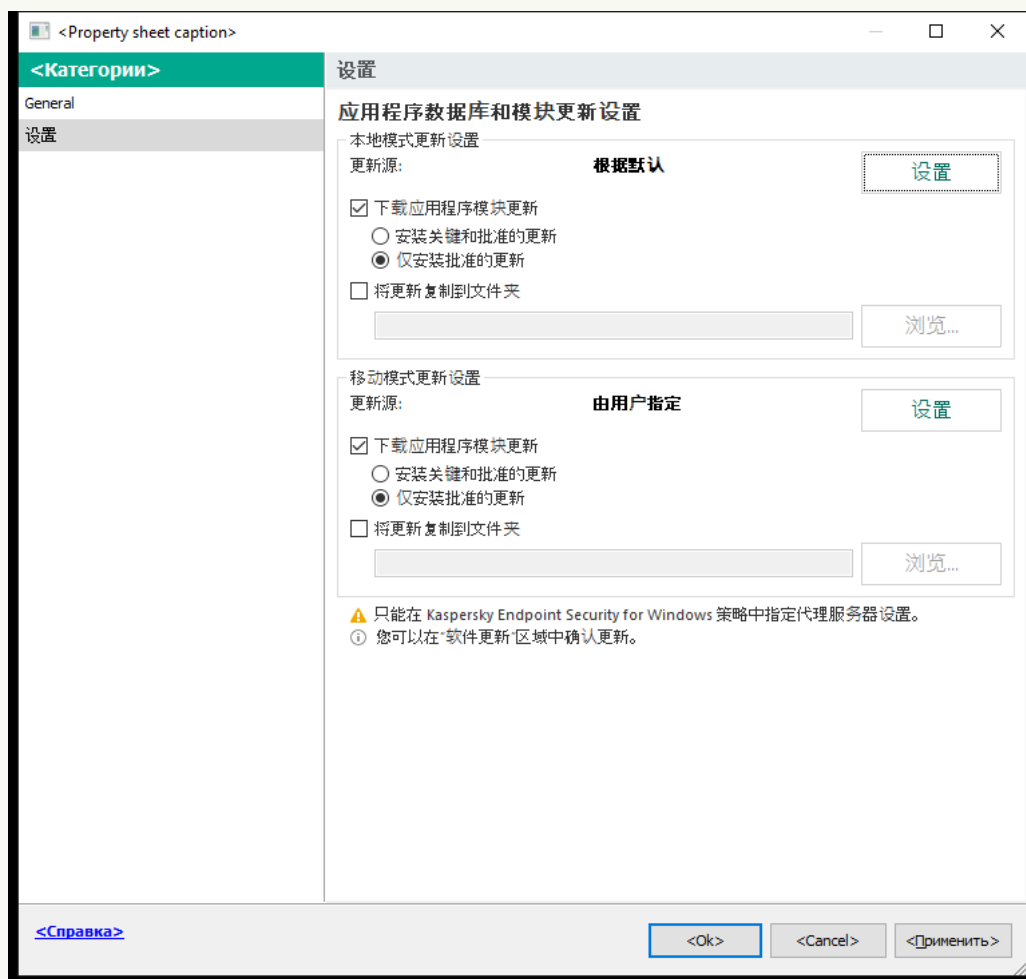 <Property sheet caption>
<Категории>
General
设置
设置
应用程序数据库和模块更新设置
本地模式更新设置
更新源:
根据默认
设置
下载应用程序模块更新
安装关键和批准的更新
仅安装批准的更新
将更新复制到文件夹
浏览...
移动模式更新设置
更新源:
由用户指定
设置
下载应用程序模块更新
安装关键和批准的更新
仅安装批准的更新
将更新复制到文件夹
浏览...
只能在 Kaspersky Endpoint Security for Windows 策略中指定代理服务器设置。
您可以在"软件更新"区域中确认更新。
<Справка>
<Ok>
<Cancel>
<Применить>